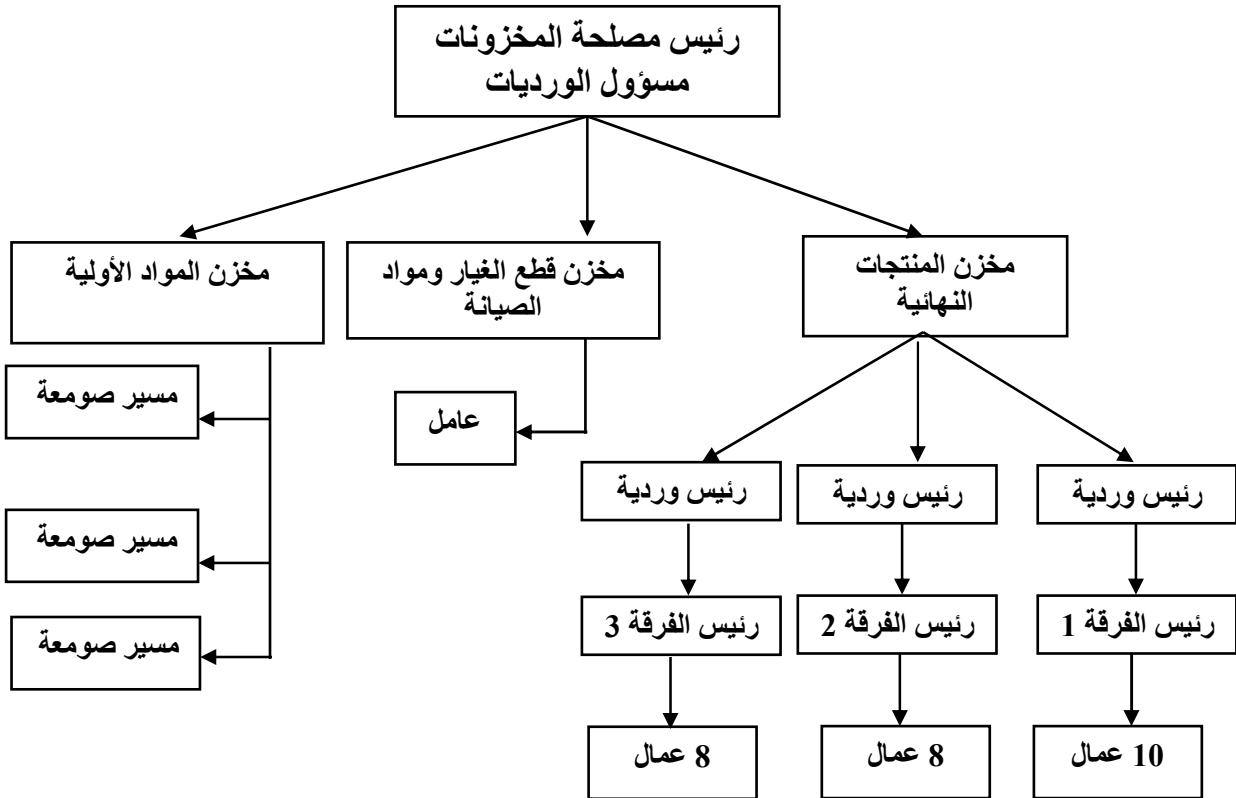 رئيس مصلحة المخزونات
مسؤول الورديات
مخزن المنتجات
النهائية
مخزن قطع الغيار ومواد
الصيانة
مخزن المواد الأولية
مسير صومعة
مسير صومعة
مسير صومعة
عامل
رئيس وردية
رئيس وردية
رئيس وردية
رئيس الفرقة 1
رئيس الفرقة 2
رئيس الفرقة 3
10 عمال
8 عمال
8 عمال